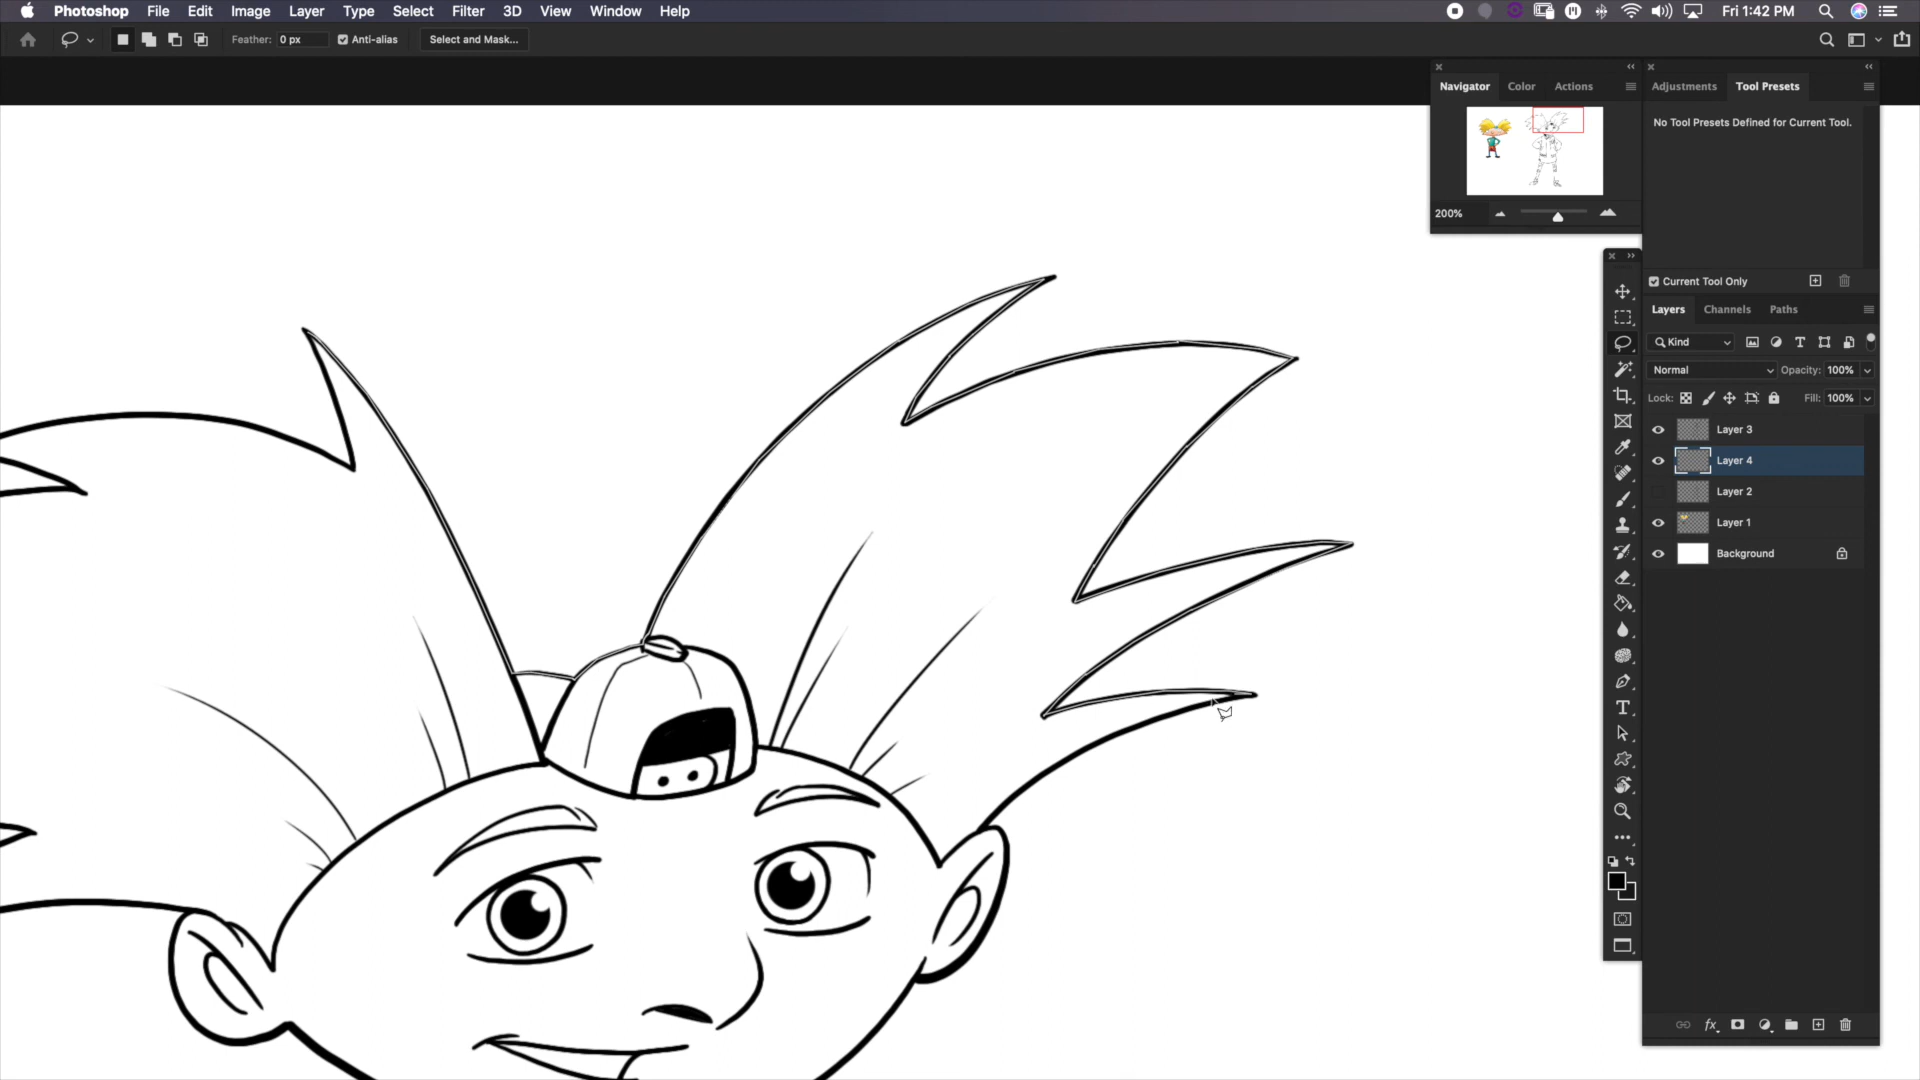 Photoshop File Edit Image Layer Type Select Filter 3D View Window Help
Fri 1:42 PM
Feather: 0 px Anti-alias Select and Mask...
Navigator Color Actions
200%
Adjustments Tool Presets
No Tool Presets Defined for Current Tool.
Current Tool Only
Layers Channels Paths
Kind
Normal Opacity: 100%
Lock: Fill: 100%
Layer 3
Layer 4
Layer 2
Layer 1
Background
fx